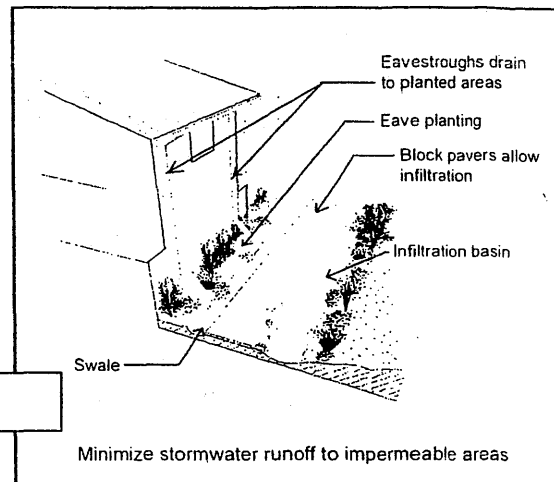 Eavestroughs drain
to planted areas
Eave planting
Block pavers allow
infiltration
Infiltration basin
Swale
Minimize stormwater runoff to impermeable areas